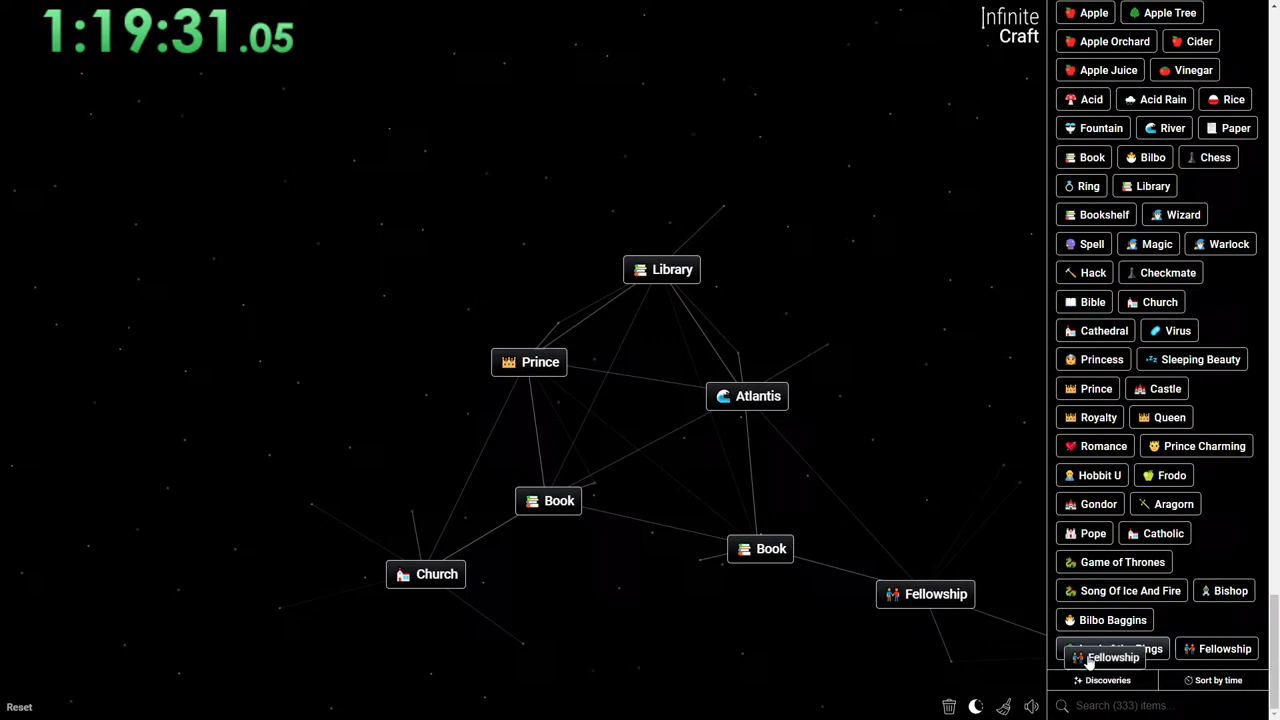 1:19:31.05
Infinite
Craft
Library
Prince
Atlantis
Book
Book
Church
Fellowship
Reset
Apple
Apple Tree
Apple Orchard
Cider
Apple Juice
Vinegar
Acid
Acid Rain
Rice
Fountain
River
Paper
Book
Bilbo
Chess
Ring
Library
Bookshelf
Wizard
Spell
Magic
Warlock
Hack
Checkmate
Bible
Church
Cathedral
Virus
Princess
Sleeping Beauty
Prince
Castle
Royalty
Queen
Romance
Prince Charming
Hobbit U
Frodo
Gondor
Aragorn
Pope
Catholic
Game of Thrones
Song Of Ice And Fire
Bishop
Bilbo Baggins
Fellowship
Fellowship
Discoveries
Sort by time
Search (333) items...